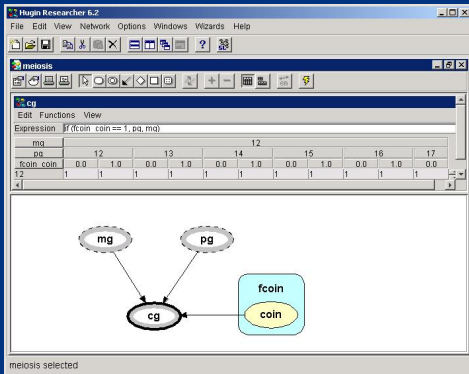 Hugin Researcher 6.2
File Edit View Network Options Windows Wizards Help
meiosis
cg
Edit Functions View
Expression if (fcoin_coin == 1, pg, mg)
mg 12
pg 12 13 14 15 16 17
fcoin_coin 0.0 1.0 0.0 1.0 0.0 1.0 0.0 1.0 0.0 1.0 0.0
12 1 1 1 1 1 1 1 1 1 1 1
mg
pg
fcoin
cg
coin
meiosis selected